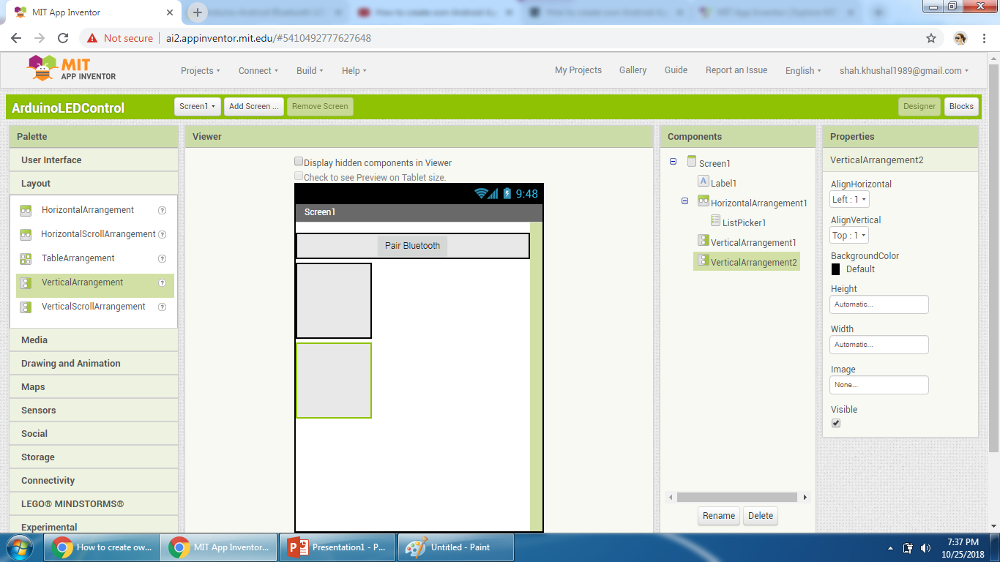 MIT App Inventor
Not secure
ai2.appinventor.mit.edu/#5410492777627648
MIT
APP INVENTOR
Projects Connect Build Help
My Projects Gallery Guide Report an Issue English shah.khushal1989@gmail.com
ArduinoLEDControl
Screen1 Add Screen ... Remove Screen
Designer Blocks
Palette
User Interface
Layout
HorizontalArrangement ?
HorizontalScrollArrangement ?
TableArrangement ?
VerticalArrangement ?
VerticalScrollArrangement ?
Media
Drawing and Animation
Maps
Sensors
Social
Storage
Connectivity
LEGO® MINDSTORMS®
Experimental
Viewer
Display hidden components in Viewer
Check to see Preview on Tablet size.
9:48
Screen1
Pair Bluetooth
Components
Screen1
A Label1
HorizontalArrangement1
ListPicker1
VerticalArrangement1
VerticalArrangement2
Rename Delete
Properties
VerticalArrangement2
AlignHorizontal
Left : 1
AlignVertical
Top : 1
BackgroundColor
Default
Height
Automatic...
Width
Automatic...
Image
None...
Visible
How to create ow...
MIT App Inventor...
Presentation1 - P...
Untitled - Paint
7:37 PM
10/25/2018